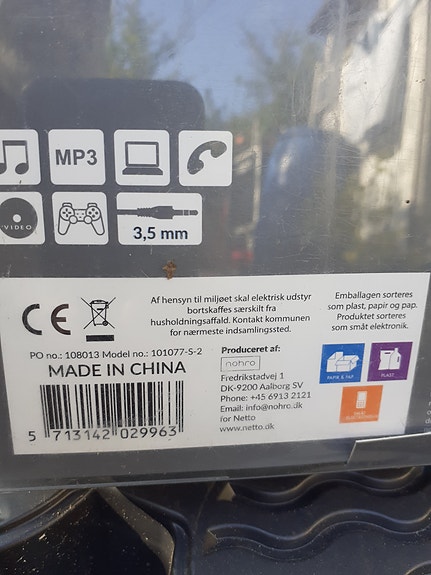 MP3
VIDEO
3,5 mm
Af hensyn til miljøet skal elektrisk udstyr
bortskaffes særskilt fra
husholdningsaffald. Kontakt kommunen
for nærmeste indsamlingssted.
Emballagen sorteres
som plast, papir og pap.
Produktet sorteres
som småt elektronik.
CE
PO no.: 108013 Model no.: 101077-S-2
MADE IN CHINA
5 713142 029963
Produceret af:
nohro
Fredrikstadvej 1
DK-9200 Aalborg SV
Phone: +45 6913 2121
Email: info@nohro.dk
for Netto
www.netto.dk
PAPIR & PAP
PLAST